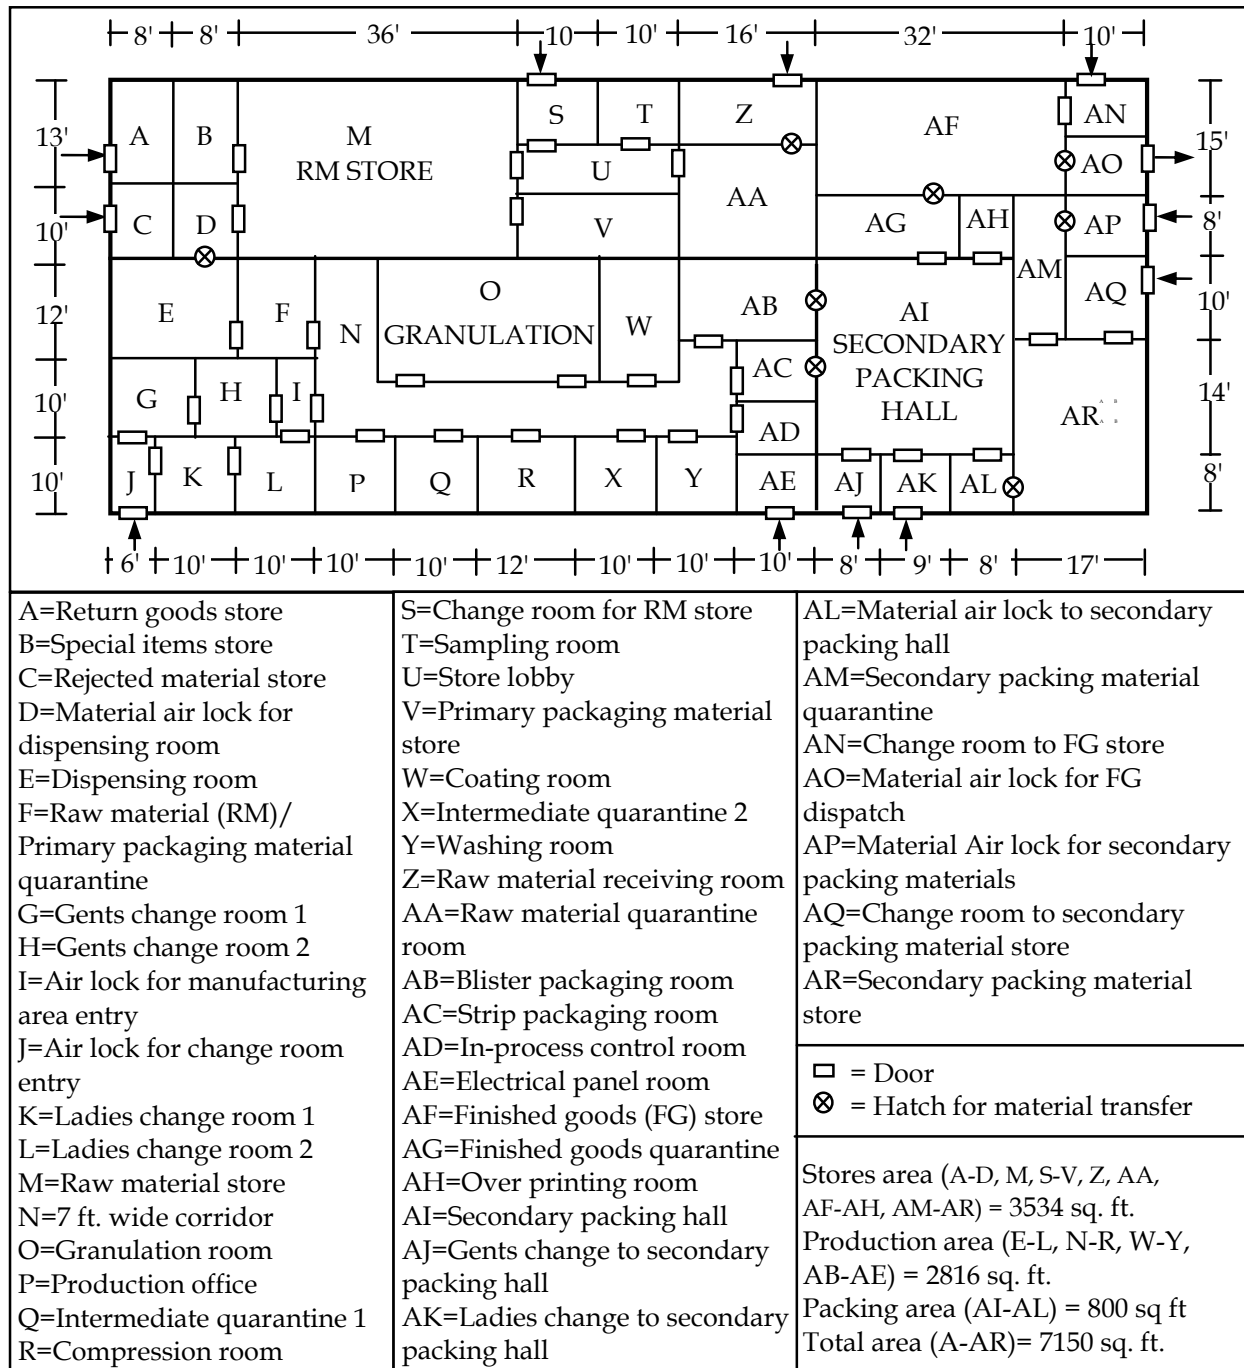 8' 8' 36' 10 10' 16' 32' 10'
13' A B M S T Z AF AN 15'
RM STORE U AO
AA
10' C D V AG AH AP 8'
AM
12' E F N O W AB AI AQ 10'
GRANULATION SECONDARY
PACKING
HALL
10' G H I AC AR 14'
AD
10' J K L P Q R X Y AE AJ AK AL 8'
6' 10' 10' 10' 10' 12' 10' 10' 10' 8' 9' 8' 17'
A=Return goods store
B=Special items store
C=Rejected material store
D=Material air lock for
dispensing room
E=Dispensing room
F=Raw material (RM)/
Primary packaging material
quarantine
G=Gents change room 1
H=Gents change room 2
I=Air lock for manufacturing
area entry
J=Air lock for change room
entry
K=Ladies change room 1
L=Ladies change room 2
M=Raw material store
N=7 ft. wide corridor
O=Granulation room
P=Production office
Q=Intermediate quarantine 1
R=Compression room
S=Change room for RM store
T=Sampling room
U=Store lobby
V=Primary packaging material
store
W=Coating room
X=Intermediate quarantine 2
Y=Washing room
Z=Raw material receiving room
AA=Raw material quarantine
room
AB=Blister packaging room
AC=Strip packaging room
AD=In-process control room
AE=Electrical panel room
AF=Finished goods (FG) store
AG=Finished goods quarantine
AH=Over printing room
AI=Secondary packing hall
AJ=Gents change to secondary
packing hall
AK=Ladies change to secondary
packing hall
AL=Material air lock to secondary
packing hall
AM=Secondary packing material
quarantine
AN=Change room to FG store
AO=Material air lock for FG
dispatch
AP=Material Air lock for secondary
packing materials
AQ=Change room to secondary
packing material store
AR=Secondary packing material
store
= Door
= Hatch for material transfer
Stores area (A-D, M, S-V, Z, AA,
AF-AH, AM-AR) = 3534 sq. ft.
Production area (E-L, N-R, W-Y,
AB-AE) = 2816 sq. ft.
Packing area (AI-AL) = 800 sq ft
Total area (A-AR)= 7150 sq. ft.